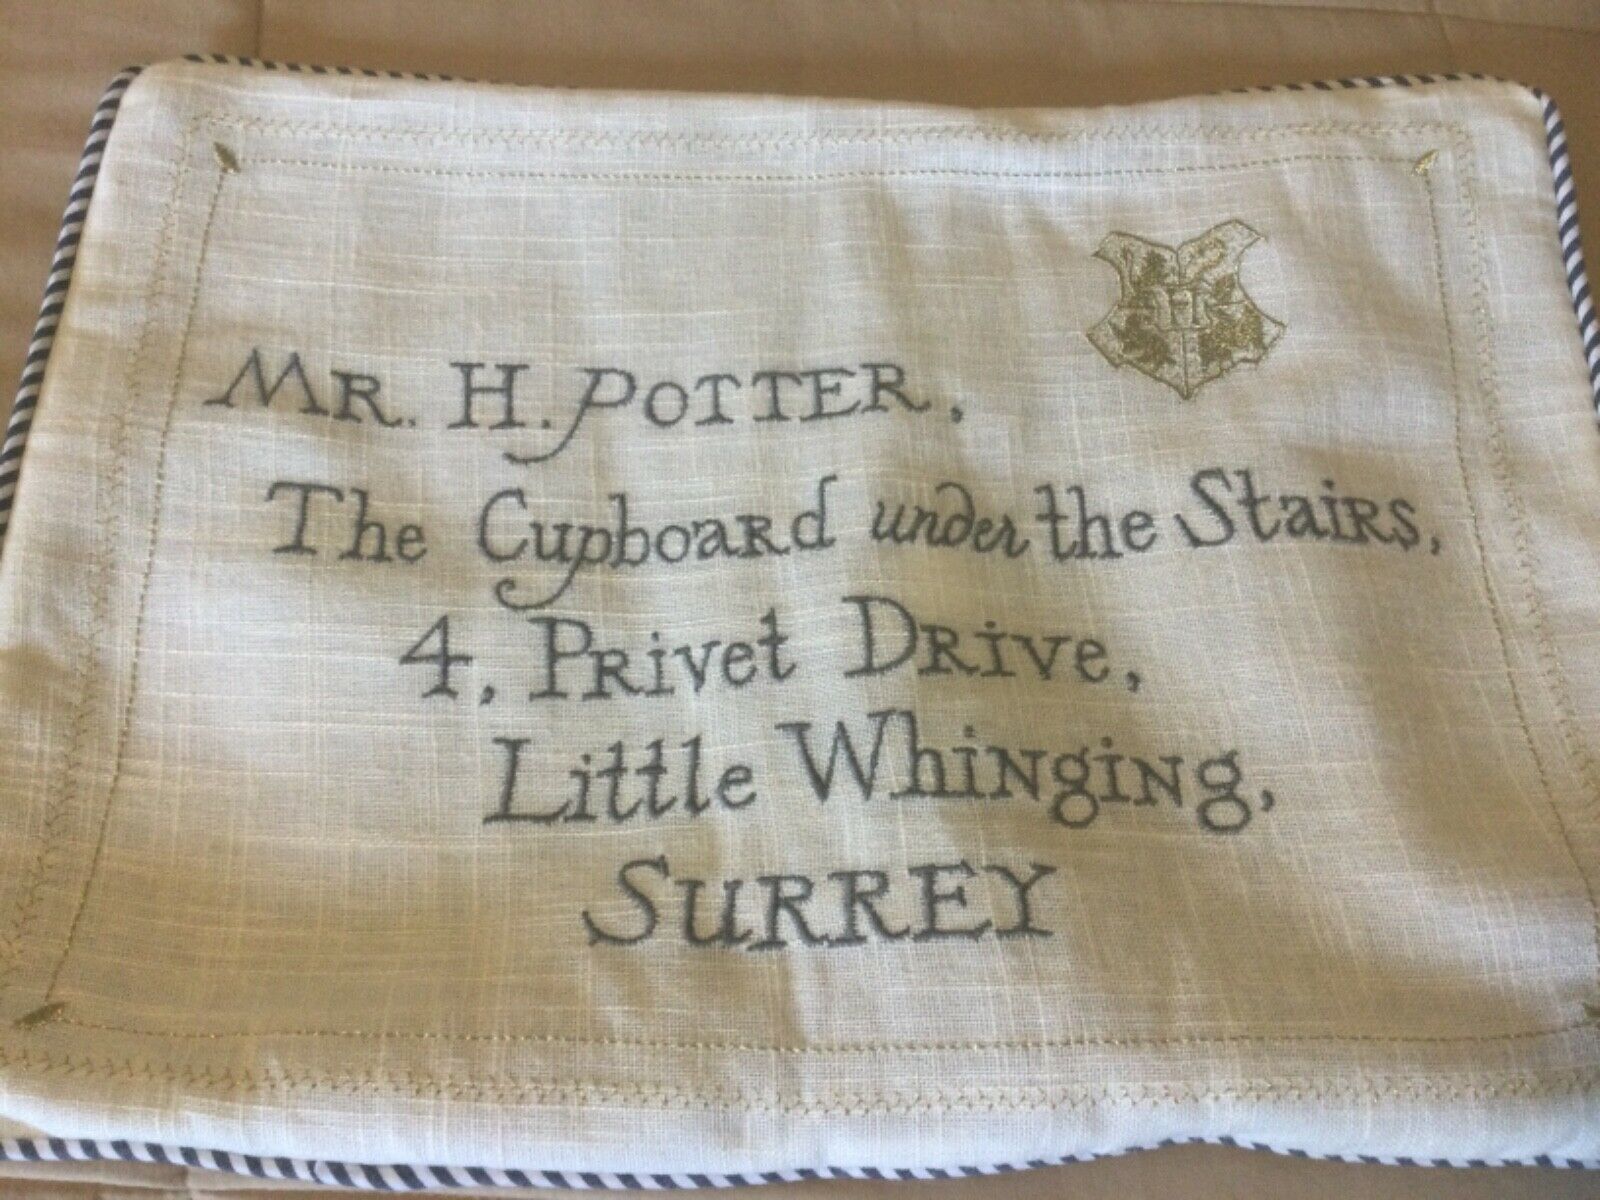 Mr. H. Potter,
The Cupboard under the Stairs,
4, Privet Drive,
Little Whinging,
SURREY
H